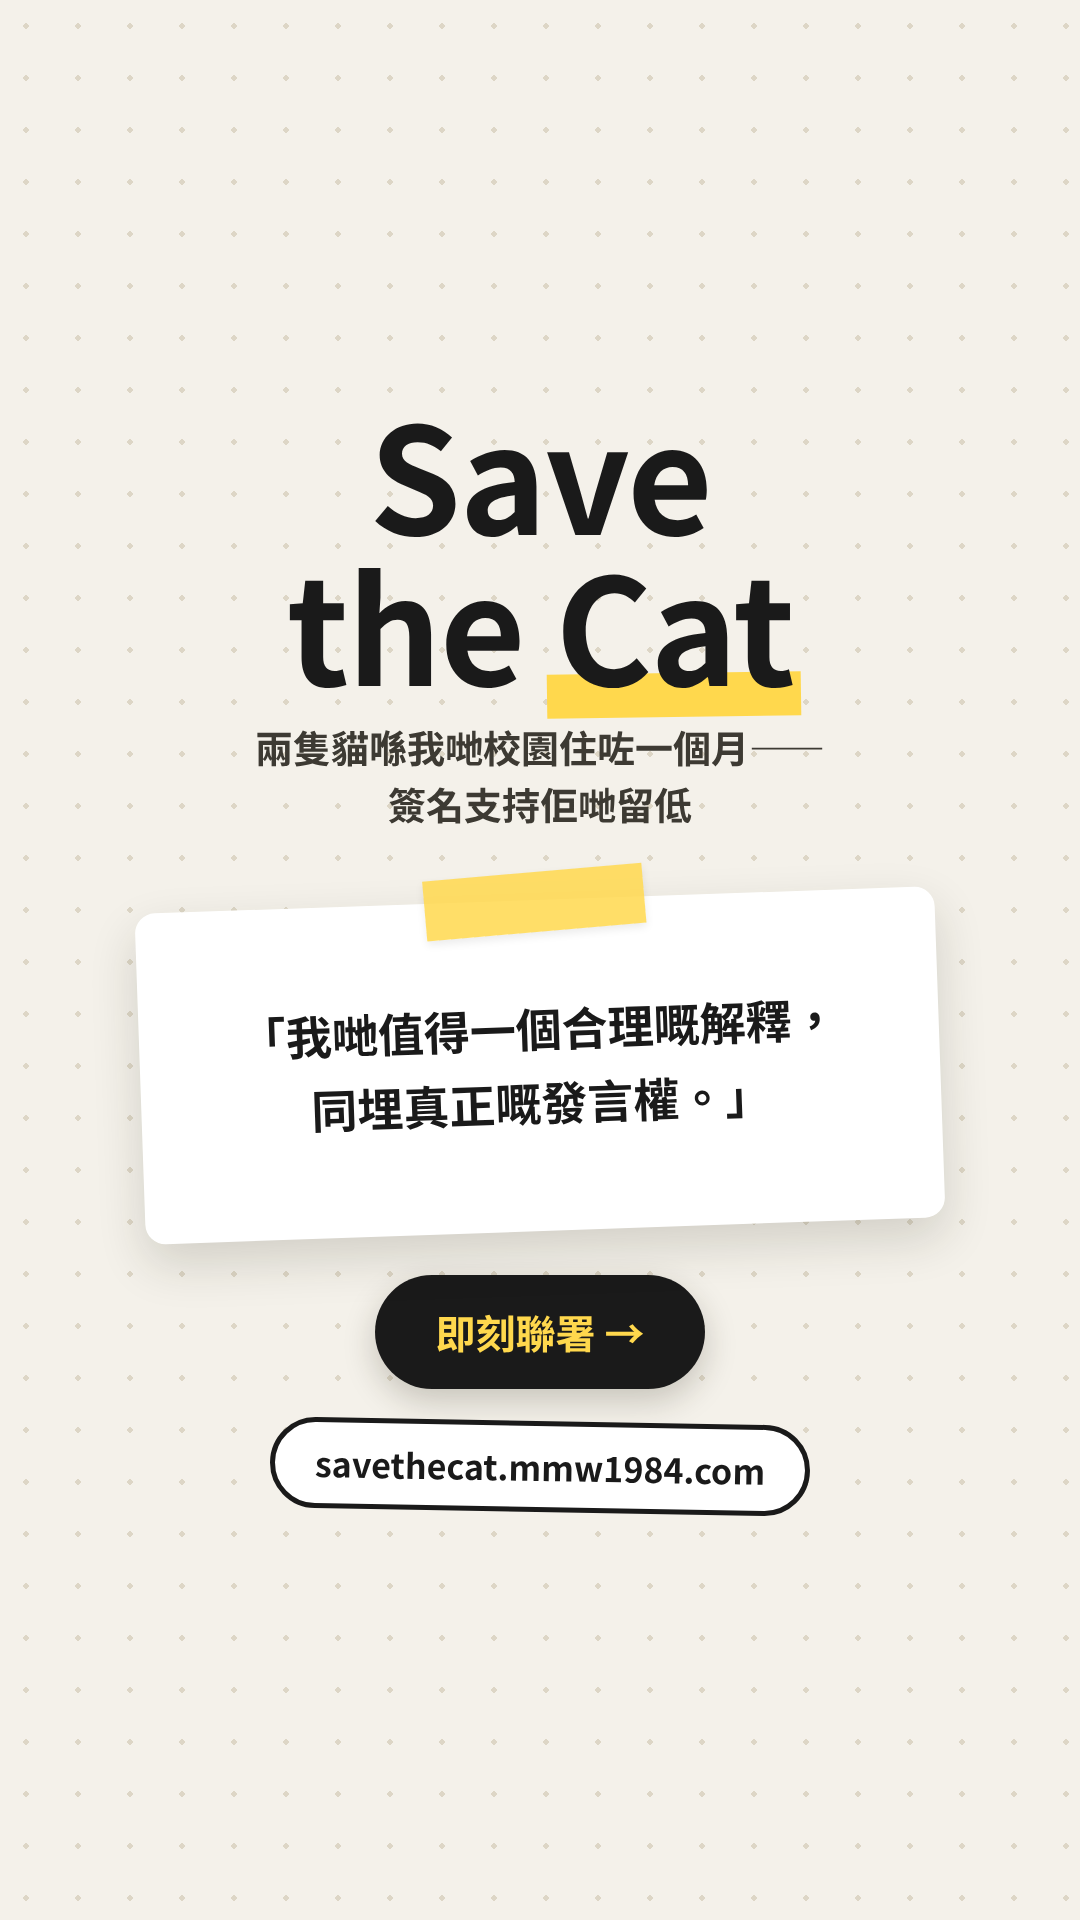 Save
the Cat
兩隻貓喺我哋校園住咗一個月——
簽名支持佢哋留低
「我哋值得一個合理嘅解釋，
同埋真正嘅發言權。」
即刻聯署 →
savethecat.mmw1984.com